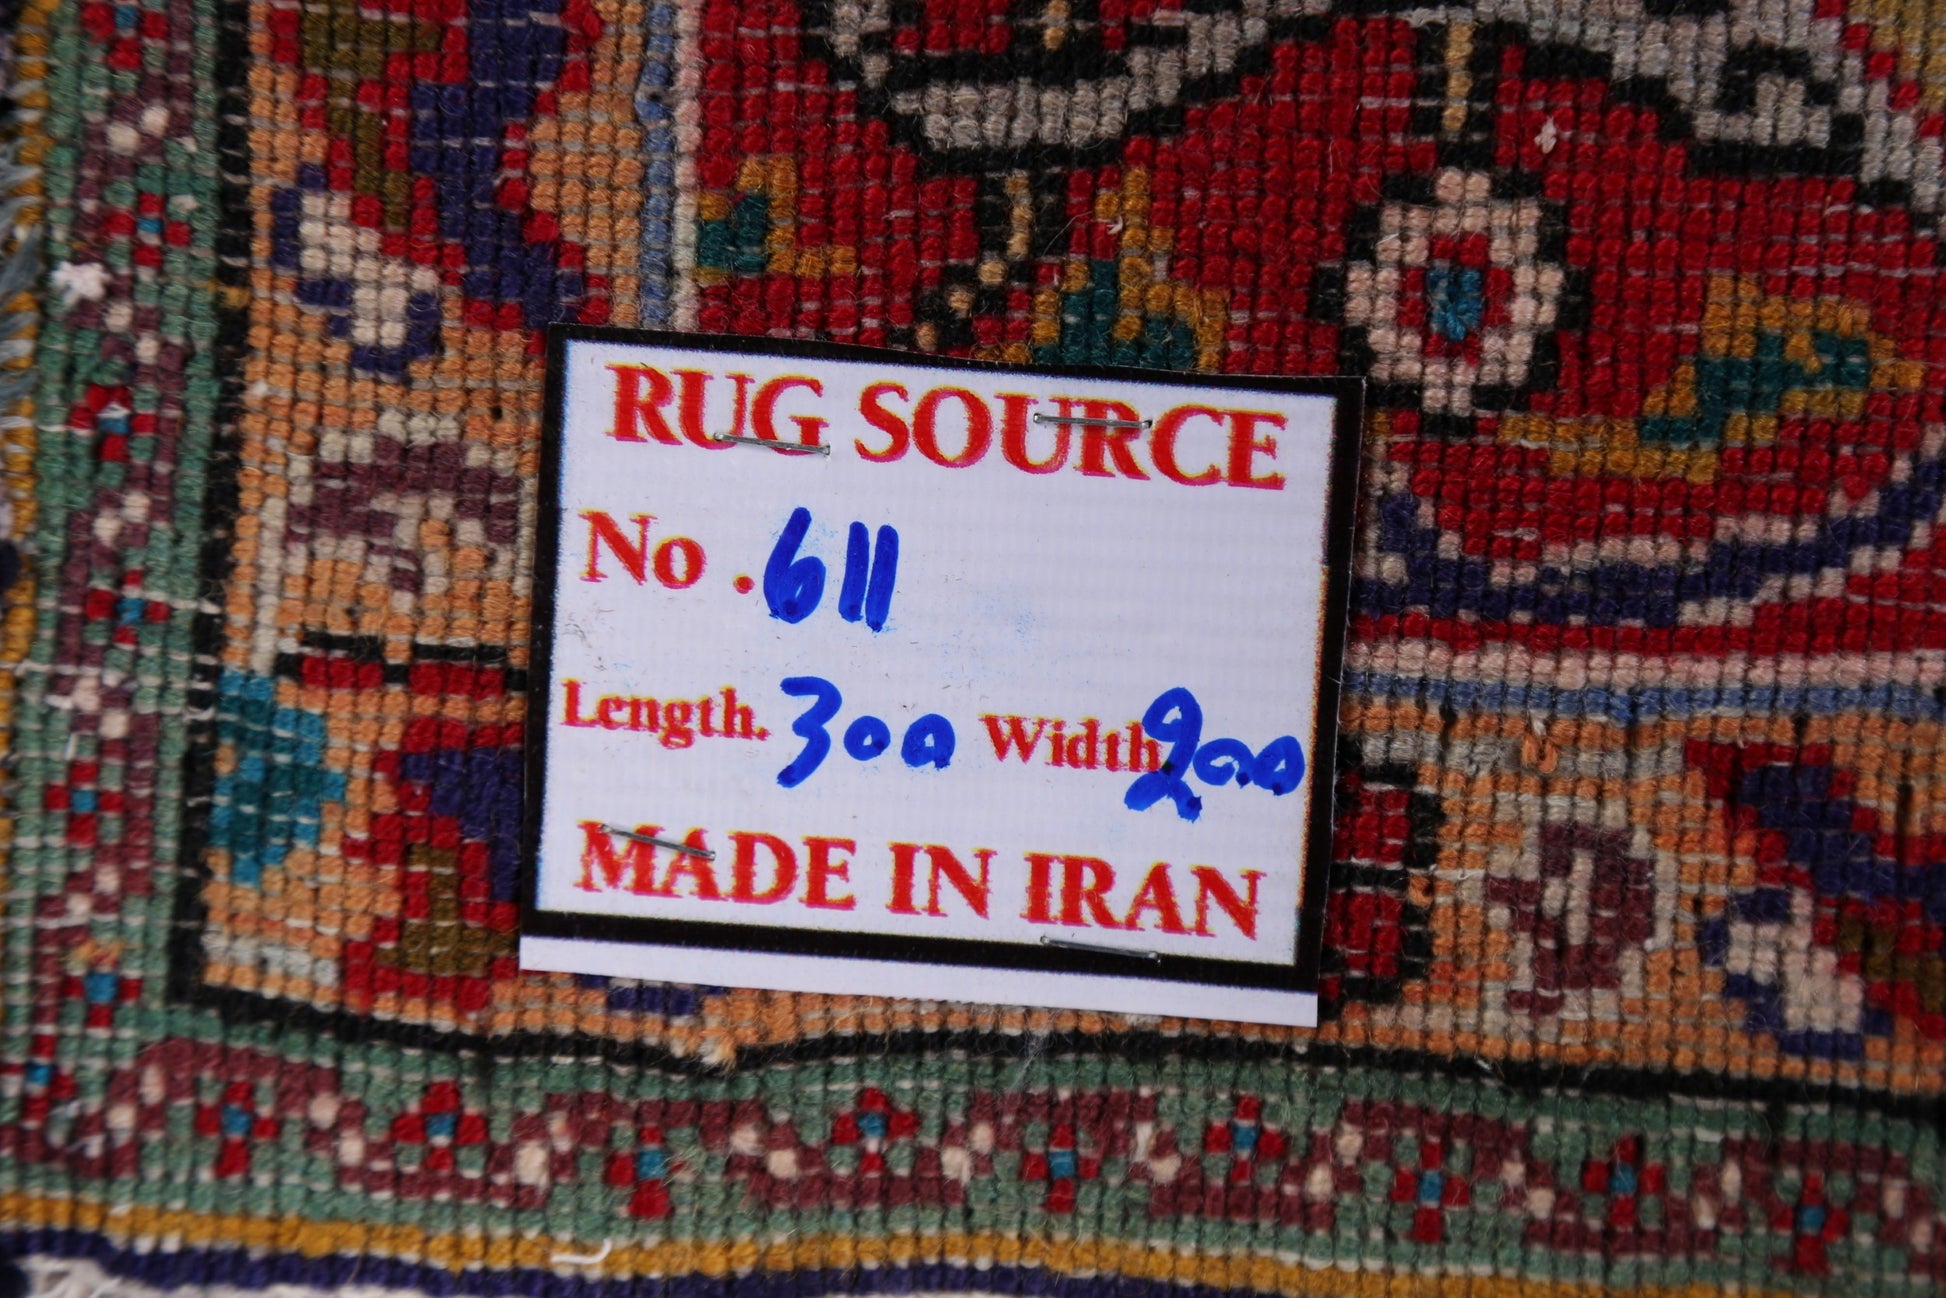 RUG SOURCE
No . 611
Length. 300 Width 200
MADE IN IRAN